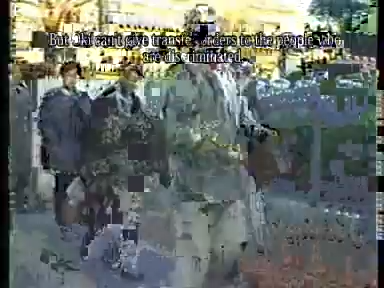 "But Oki can't give transfer orders to the people who
are discriminated.